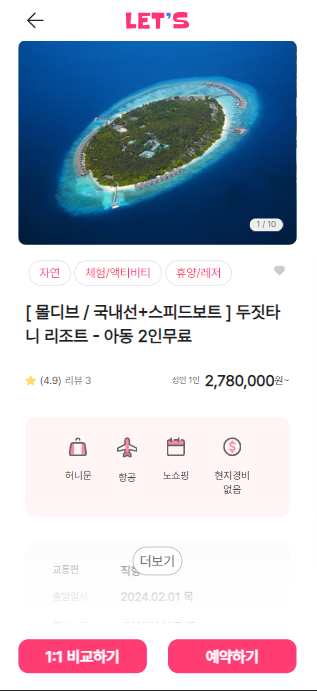 LET'S
1 / 10
자연
체험/액티비티
휴양/레저
[ 몰디브 / 국내선+스피드보트 ] 두짓타
니 리조트 - 아동 2인무료
(4.9) 리뷰 3
성인 1인 2,780,000원~
허니문
항공
노쇼핑
현지경비
없음
교통편
더보기
출발일시 2024.02.01 목
1:1 비교하기
예약하기